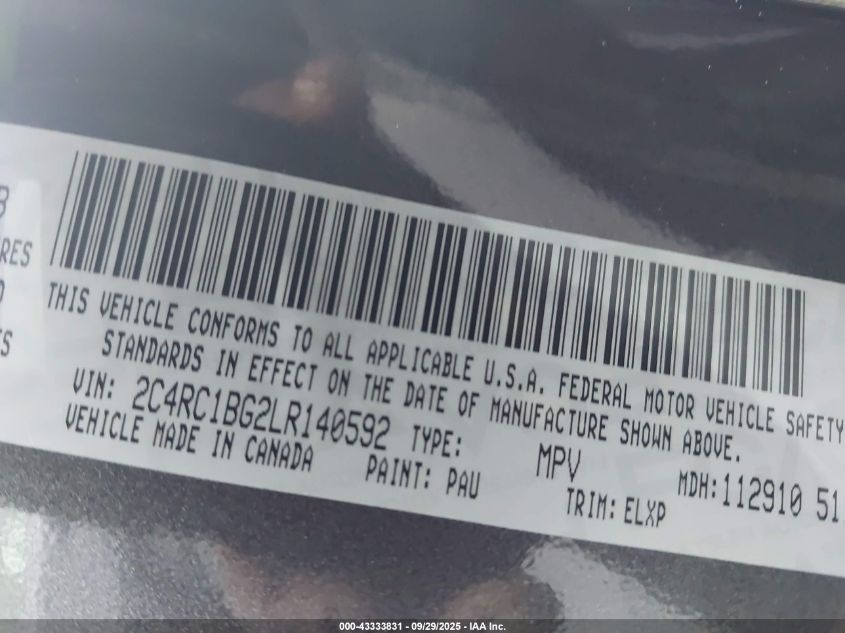 B
RES
THIS VEHICLE CONFORMS TO ALL APPLICABLE U.S.A. FEDERAL MOTOR VEHICLE SAFETY
STANDARDS IN EFFECT ON THE DATE OF MANUFACTURE SHOWN ABOVE.
VIN: 2C4RC1BG2LR140592 TYPE: MPV MDH:112910 51
VEHICLE MADE IN CANADA PAINT: PAU TRIM: ELXP
000-43333831 - 09/29/2025 - IAA Inc.